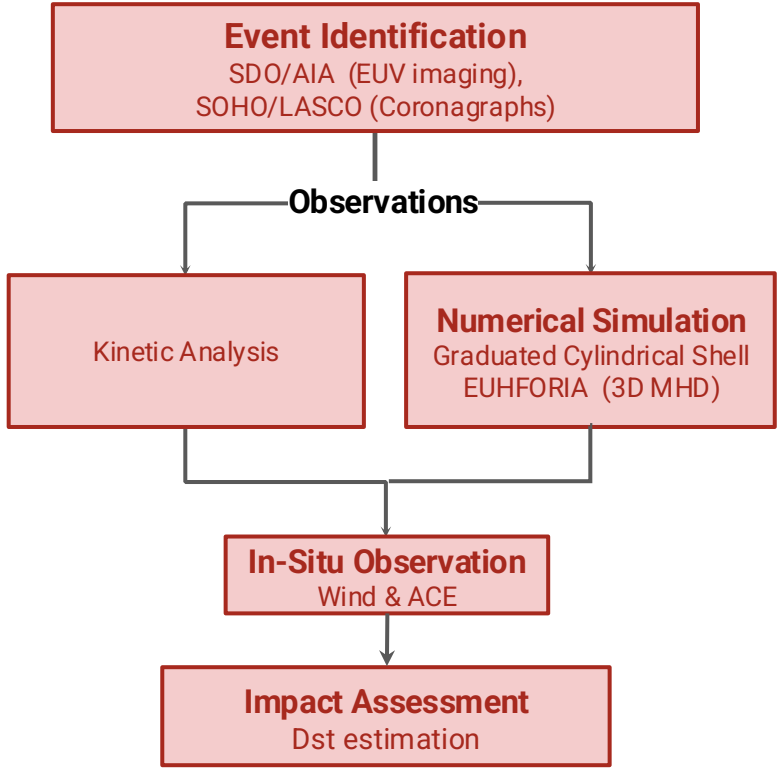 Event Identification
SDO/AIA (EUV imaging),
SOHO/LASCO (Coronagraphs)
Observations
Kinetic Analysis
Numerical Simulation
Graduated Cylindrical Shell
EUHFORIA (3D MHD)
In-Situ Observation
Wind & ACE
Impact Assessment
Dst estimation